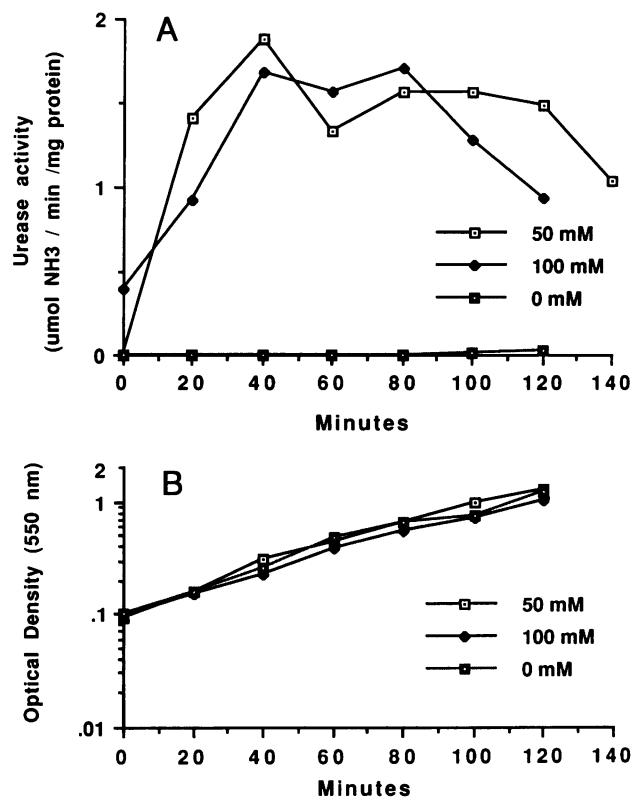 A
Urease activity
(umol NH3 / min /mg protein)
2
1
0
50 mM
100 mM
0 mM
0 20 40 60 80 100 120 140
Minutes
B
Optical Density (550 nm)
2
1
.1
.01
50 mM
100 mM
0 mM
0 20 40 60 80 100 120 140
Minutes